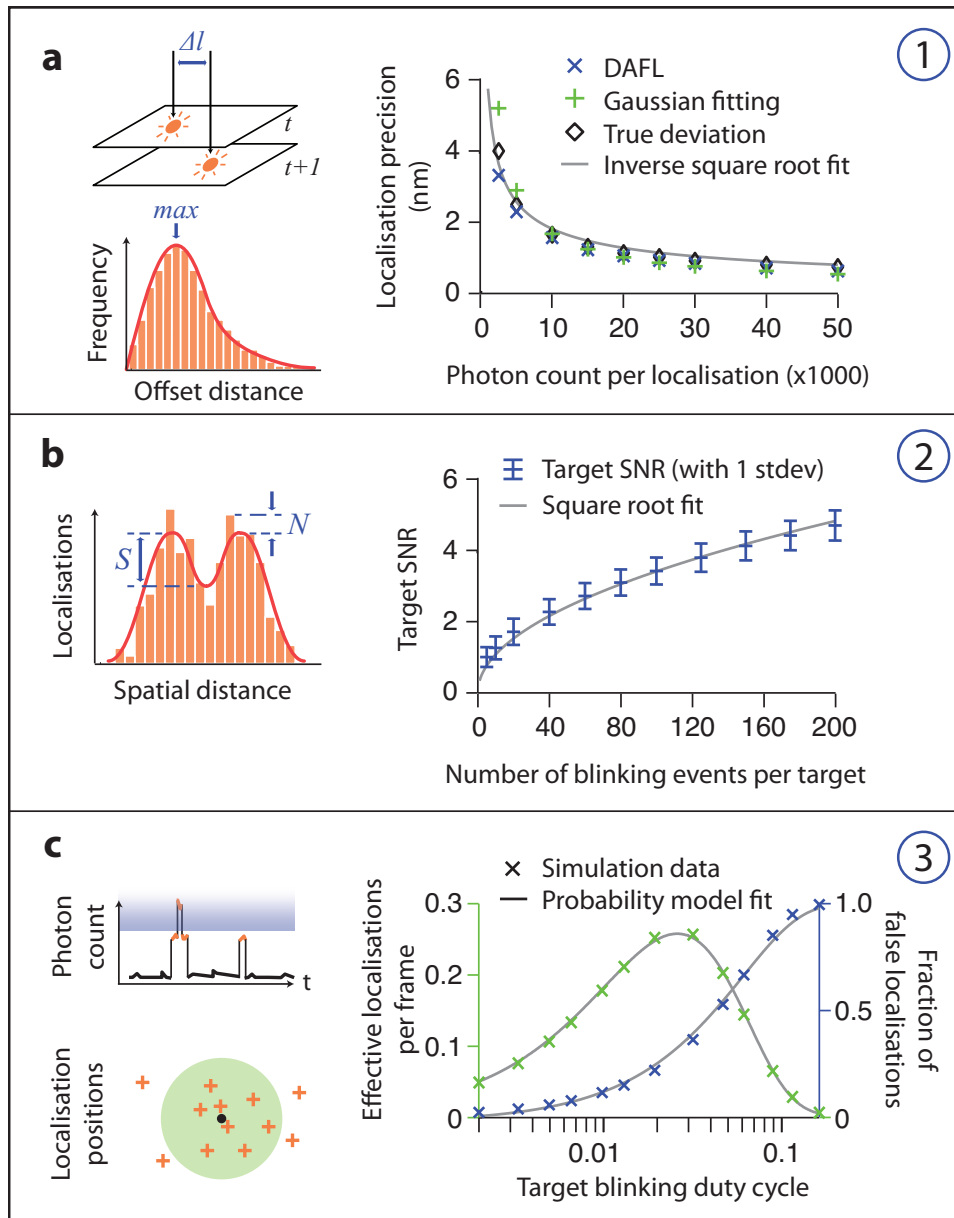 a
1
Δl
t
t+1
max
Frequency
Offset distance
DAFL
Gaussian fitting
True deviation
Inverse square root fit
Localisation precision
(nm)
6
4
2
0
0 10 20 30 40 50
Photon count per localisation (x1000)
b
2
S
N
Localisations
Spatial distance
Target SNR (with 1 stdev)
Square root fit
Target SNR
6
4
2
0
0 40 80 120 160 200
Number of blinking events per target
c
3
Photon
count
t
Localisation
positions
Simulation data
Probability model fit
Effective localisations
per frame
0.3
0.2
0.1
0
1.0
0.5
0
Fraction of
false localisations
0.01 0.1
Target blinking duty cycle